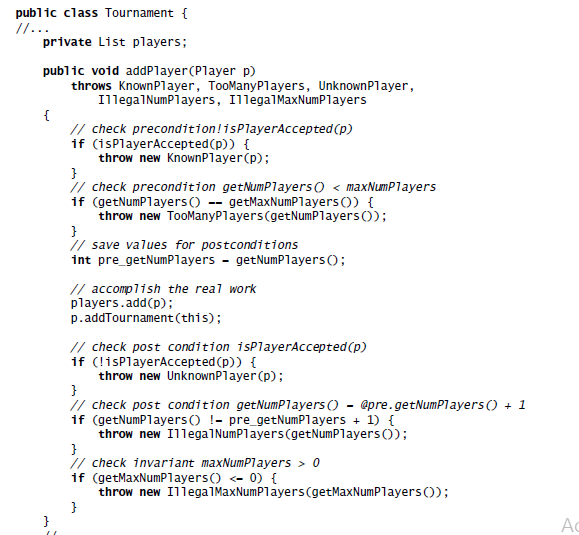 public class Tournament {
//...
private List players;
public void addPlayer(Player p)
throws KnownPlayer, TooManyPlayers, UnknownPlayer,
IllegalNumPlayers, IllegalMaxNumPlayers
{
// check precondition!isPlayerAccepted(p)
if (isPlayerAccepted(p)) {
throw new KnownPlayer(p);
}
// check precondition getNumPlayers() < maxNumPlayers
if (getNumPlayers() == getMaxNumPlayers()) {
throw new TooManyPlayers(getNumPlayers());
}
// save values for postconditions
int pre_getNumPlayers = getNumPlayers();
// accomplish the real work
players.add(p);
p.addTournament(this);
// check post condition isPlayerAccepted(p)
if (!isPlayerAccepted(p)) {
throw new UnknownPlayer(p);
}
// check post condition getNumPlayers() = @pre.getNumPlayers() + 1
if (getNumPlayers() != pre_getNumPlayers + 1) {
throw new IllegalNumPlayers(getNumPlayers());
}
// check invariant maxNumPlayers > 0
if (getMaxNumPlayers() <= 0) {
throw new IllegalMaxNumPlayers(getMaxNumPlayers());
}
}